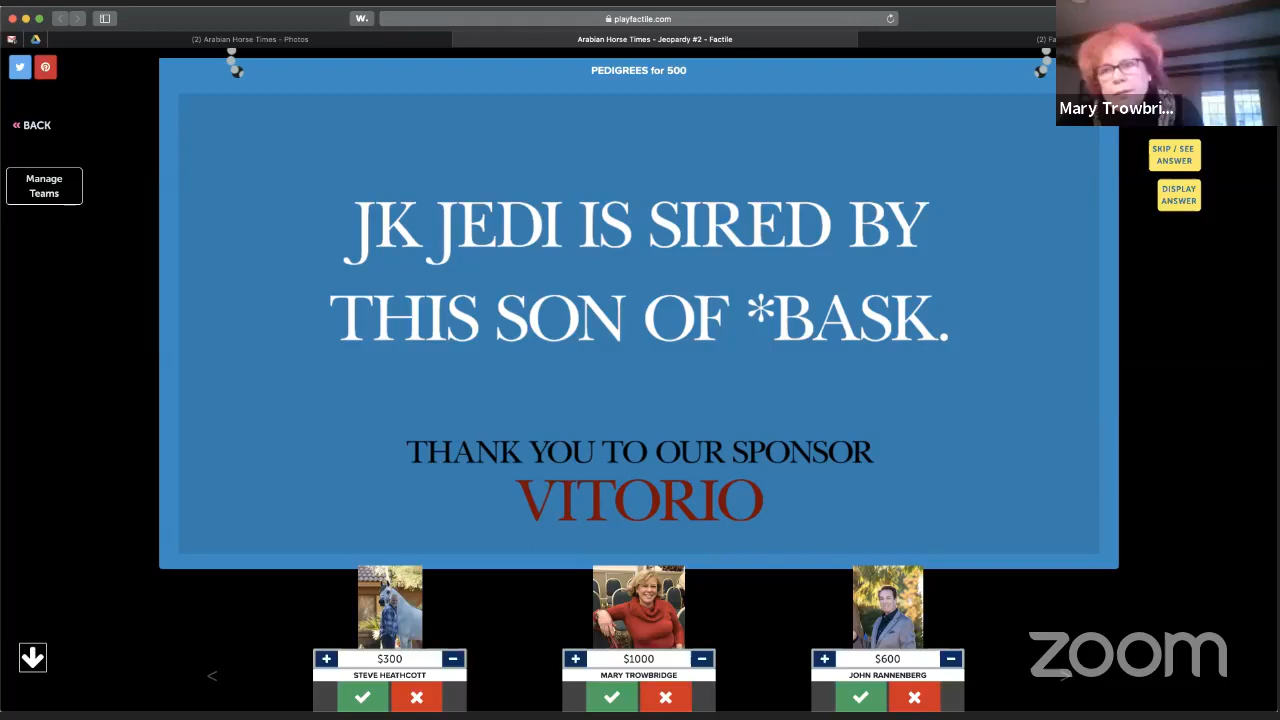 W.
playfactile.com
(2) Arabian Horse Times - Photos
Arabian Horse Times - Jeopardy #2 - Factile
(2) Fa
PEDIGREES for 500
« BACK
Manage
Teams
Mary Trowbri...
SKIP / SEE
ANSWER
DISPLAY
ANSWER
JK JEDI IS SIRED BY
THIS SON OF *BASK.
THANK YOU TO OUR SPONSOR
VITORIO
+ $300 −
STEVE HEATHCOTT
+ $1000 −
MARY TROWBRIDGE
+ $600 −
JOHN RANNENBERG
zoom